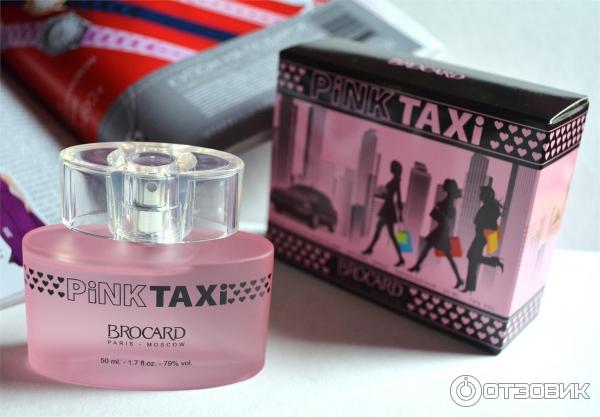 BROCARD
PiNK TAXi
BROCARD
PiNK TAXi
BROCARD
PARIS - MOSCOW
50 ml. - 1.7 fl.oz. - 79% vol.
ОТЗОВИК